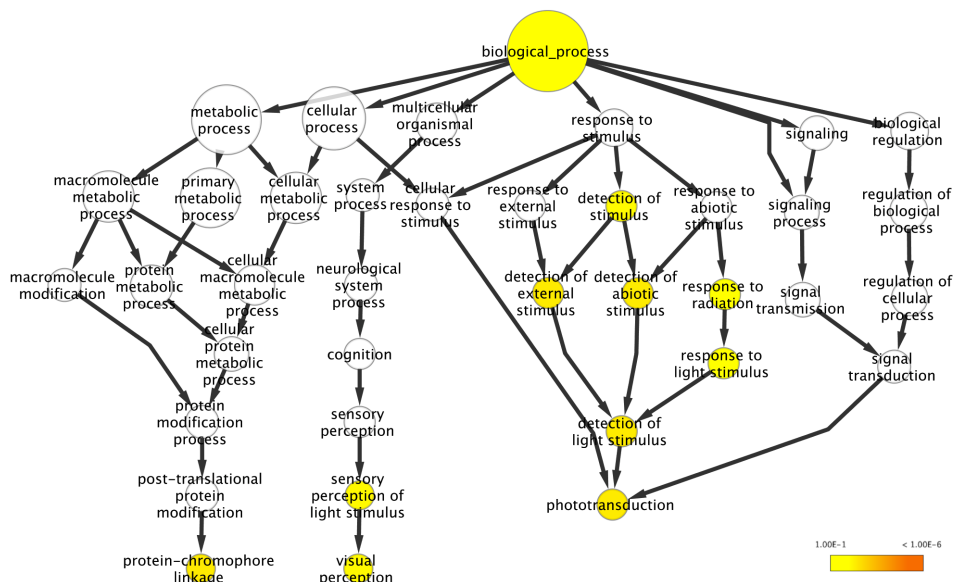 biological_process
metabolic
process
cellular
process
multicellular
organismal
process
response to
stimulus
signaling
biological
regulation
macromolecule
metabolic
process
primary
metabolic
process
cellular
metabolic
process
system
process
cellular
response to
stimulus
response to
external
stimulus
detection
of
stimulus
response to
abiotic
stimulus
signaling
process
regulation of
biological
process
macromolecule
modification
protein
metabolic
process
cellular
macromolecule
metabolic
process
neurological
system
process
detection of
external
stimulus
detection of
abiotic
stimulus
response to
radiation
signal
transmission
regulation of
cellular
process
cellular
protein
metabolic
process
cognition
response to
light stimulus
signal
transduction
protein
modification
process
sensory
perception
detection of
light stimulus
post-translational
protein
modification
sensory
perception of
light stimulus
phototransduction
protein-chromophore
linkage
visual
perception
1.00E-1
< 1.00E-6